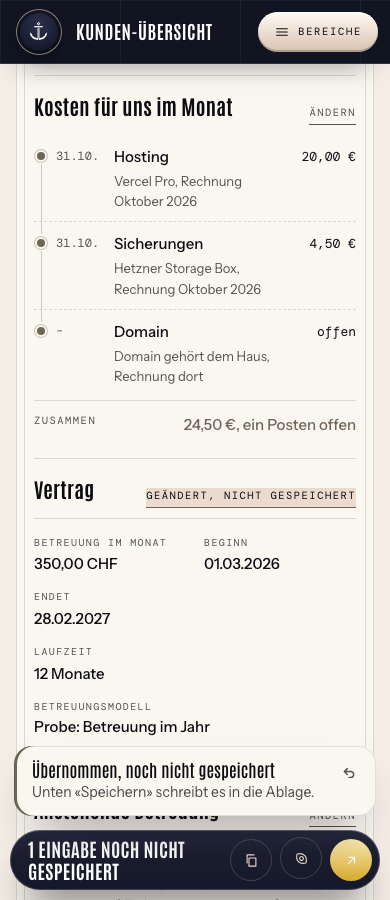 KUNDEN-ÜBERSICHT
BEREICHE
Kosten für uns im Monat
ÄNDERN
31.10.
Hosting
20,00 €
Vercel Pro, Rechnung
Oktober 2026
31.10.
Sicherungen
4,50 €
Hetzner Storage Box,
Rechnung Oktober 2026
–
Domain
offen
Domain gehört dem Haus,
Rechnung dort
ZUSAMMEN
24,50 €, ein Posten offen
Vertrag
GEÄNDERT, NICHT GESPEICHERT
BETREUUNG IM MONAT
BEGINN
350,00 CHF
01.03.2026
ENDET
28.02.2027
LAUFZEIT
12 Monate
BETREUUNGSMODELL
Probe: Betreuung im Jahr
Übernommen, noch nicht gespeichert
Unten «Speichern» schreibt es in die Ablage.
ÄNDERN
1 EINGABE NOCH NICHT
GESPEICHERT